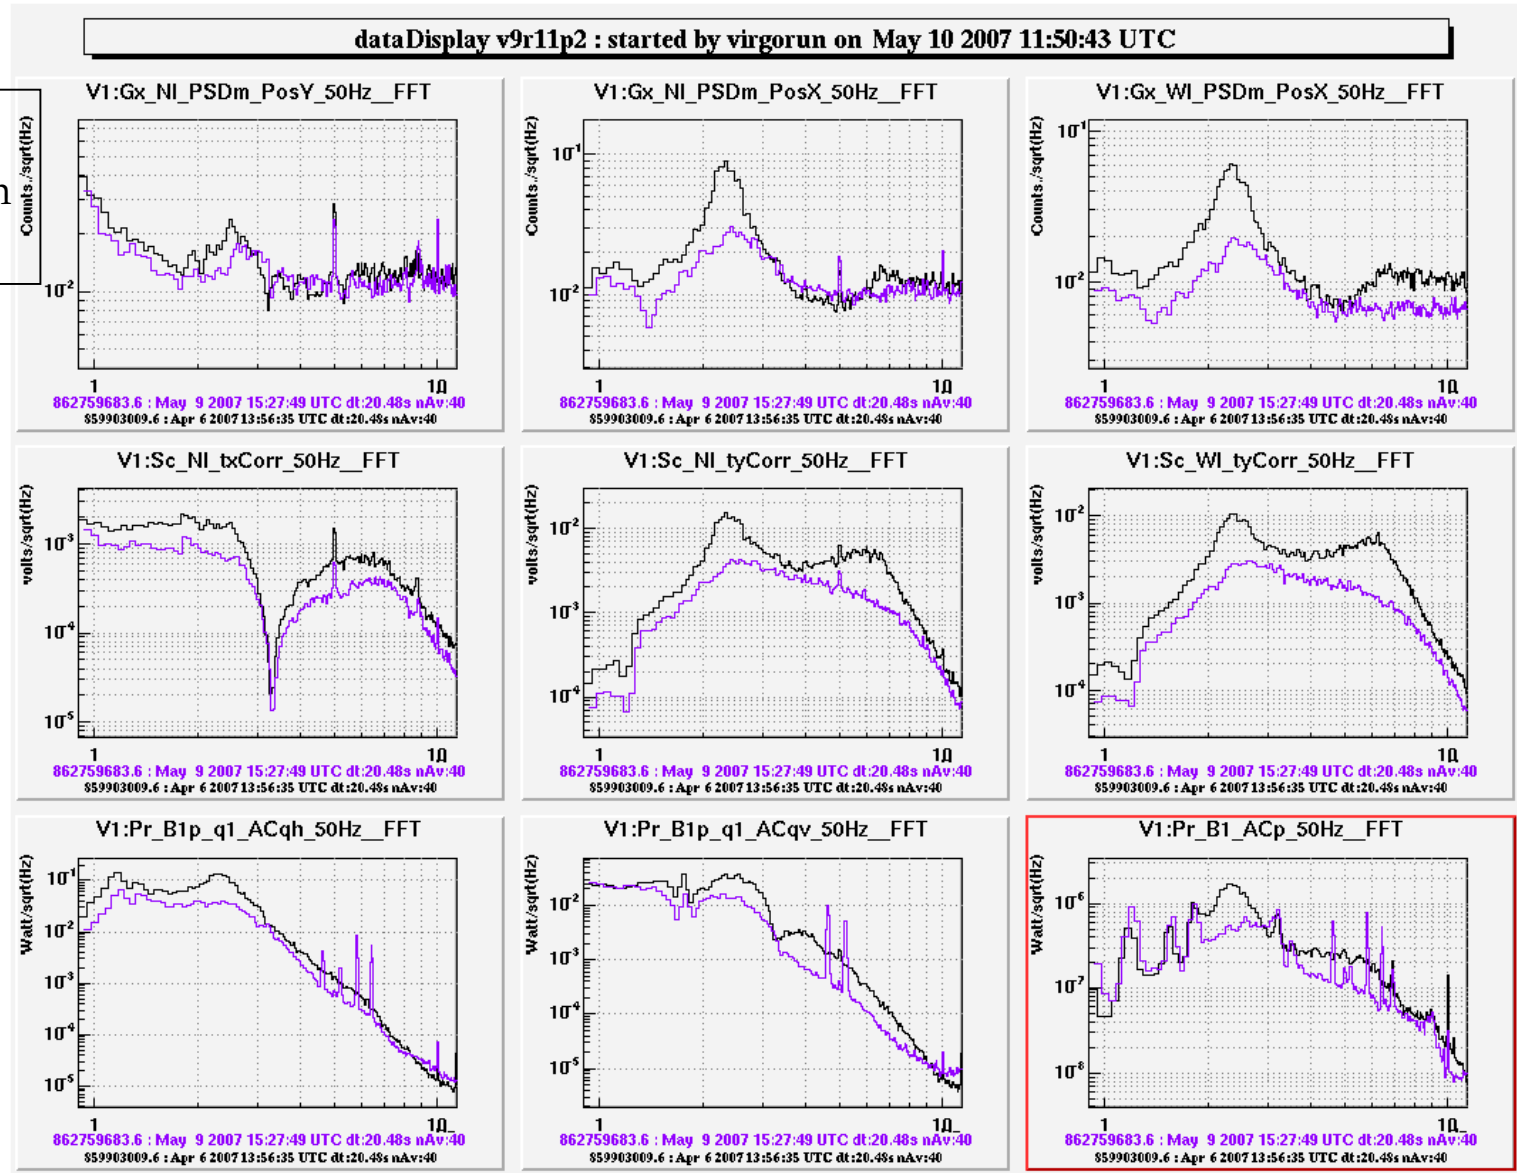 dataDisplay v9r11p2 : started by virgorun on May 10 2007 11:50:43 UTC
n
V1:Gx_NI_PSDm_PosY_50Hz__FFT
Counts./sqrt(Hz)
10-2
1
10
862759683.6 : May 9 2007 15:27:49 UTC dt:20.48s nAv:40
859903009.6 : Apr 6 2007 13:56:35 UTC dt:20.48s nAv:40
V1:Gx_NI_PSDm_PosX_50Hz__FFT
Counts./sqrt(Hz)
10-1
10-2
1
10
862759683.6 : May 9 2007 15:27:49 UTC dt:20.48s nAv:40
859903009.6 : Apr 6 2007 13:56:35 UTC dt:20.48s nAv:40
V1:Gx_WI_PSDm_PosX_50Hz__FFT
Counts./sqrt(Hz)
10-1
10-2
1
10
862759683.6 : May 9 2007 15:27:49 UTC dt:20.48s nAv:40
859903009.6 : Apr 6 2007 13:56:35 UTC dt:20.48s nAv:40
V1:Sc_NI_txCorr_50Hz__FFT
volts/sqrt(Hz)
10-3
10-4
10-5
1
10
862759683.6 : May 9 2007 15:27:49 UTC dt:20.48s nAv:40
859903009.6 : Apr 6 2007 13:56:35 UTC dt:20.48s nAv:40
V1:Sc_NI_tyCorr_50Hz__FFT
volts/sqrt(Hz)
10-2
10-3
10-4
1
10
862759683.6 : May 9 2007 15:27:49 UTC dt:20.48s nAv:40
859903009.6 : Apr 6 2007 13:56:35 UTC dt:20.48s nAv:40
V1:Sc_WI_tyCorr_50Hz__FFT
volts/sqrt(Hz)
10-2
10-3
10-4
1
10
862759683.6 : May 9 2007 15:27:49 UTC dt:20.48s nAv:40
859903009.6 : Apr 6 2007 13:56:35 UTC dt:20.48s nAv:40
V1:Pr_B1p_q1_ACqh_50Hz__FFT
Watt/sqrt(Hz)
10-1
10-2
10-3
10-4
10-5
1
10
862759683.6 : May 9 2007 15:27:49 UTC dt:20.48s nAv:40
859903009.6 : Apr 6 2007 13:56:35 UTC dt:20.48s nAv:40
V1:Pr_B1p_q1_ACqv_50Hz__FFT
Watt/sqrt(Hz)
10-2
10-3
10-4
10-5
1
10
862759683.6 : May 9 2007 15:27:49 UTC dt:20.48s nAv:40
859903009.6 : Apr 6 2007 13:56:35 UTC dt:20.48s nAv:40
V1:Pr_B1_ACp_50Hz__FFT
Watt/sqrt(Hz)
10-6
10-7
10-8
1
10
862759683.6 : May 9 2007 15:27:49 UTC dt:20.48s nAv:40
859903009.6 : Apr 6 2007 13:56:35 UTC dt:20.48s nAv:40